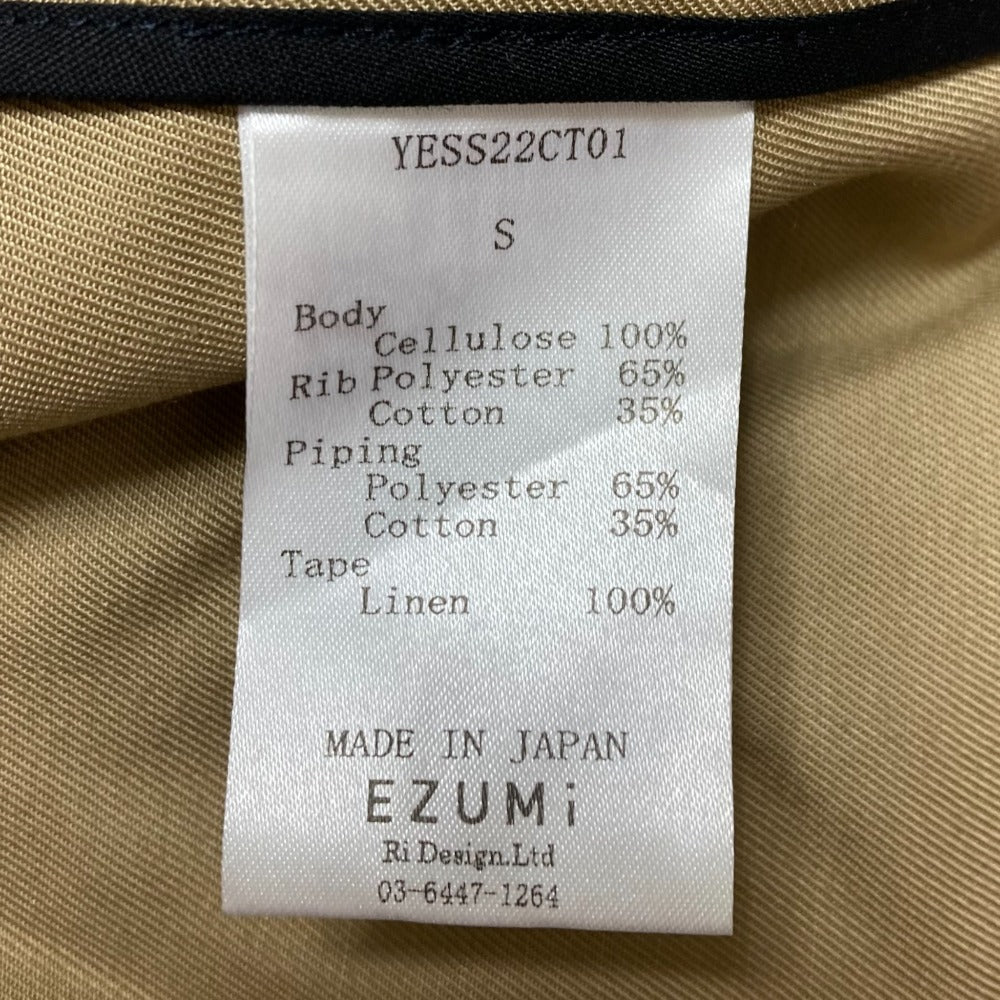 YESS22CT01
S
Body
Cellulose 100%
Rib Polyester 65%
Cotton 35%
Piping
Polyester 65%
Cotton 35%
Tape
Linen 100%
MADE IN JAPAN
EZUMi
Ri Design.Ltd
03-6447-1264